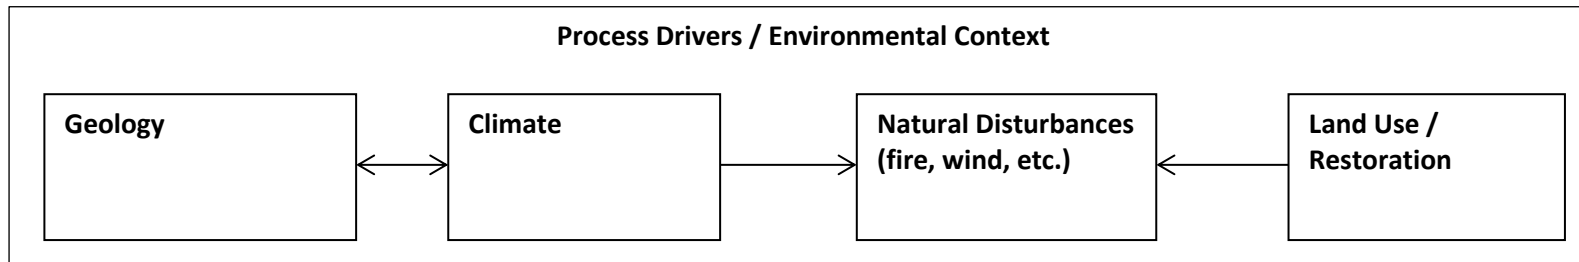 Process Drivers / Environmental Context
Geology
Climate
Natural Disturbances
(fire, wind, etc.)
Land Use /
Restoration